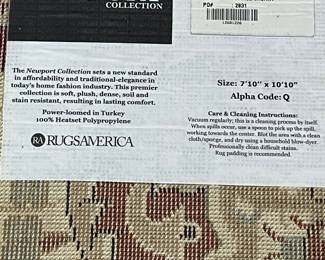 COLLECTION
PO# 2831
The Newport Collection sets a new standard
in affordability and traditional-elegance in
today's home fashion industry. This premier
collection is soft, plush, dense, soil and
stain resistant, resulting in lasting comfort.
Power-loomed in Turkey
100% Heatset Polypropylene
RA RUGSAMERICA
Size: 7'10" x 10'10"
Alpha Code: Q
Care & Cleaning Instructions:
Vacuum regularly; this is a cleaning process by itself.
When spills occur, use a spoon to pick up the spill,
working towards the center. Blot the area with a clean
cloth/sponge, and dry using a household blow-dyer.
Professionally clean difficult stains.
Rug padding is recommended.